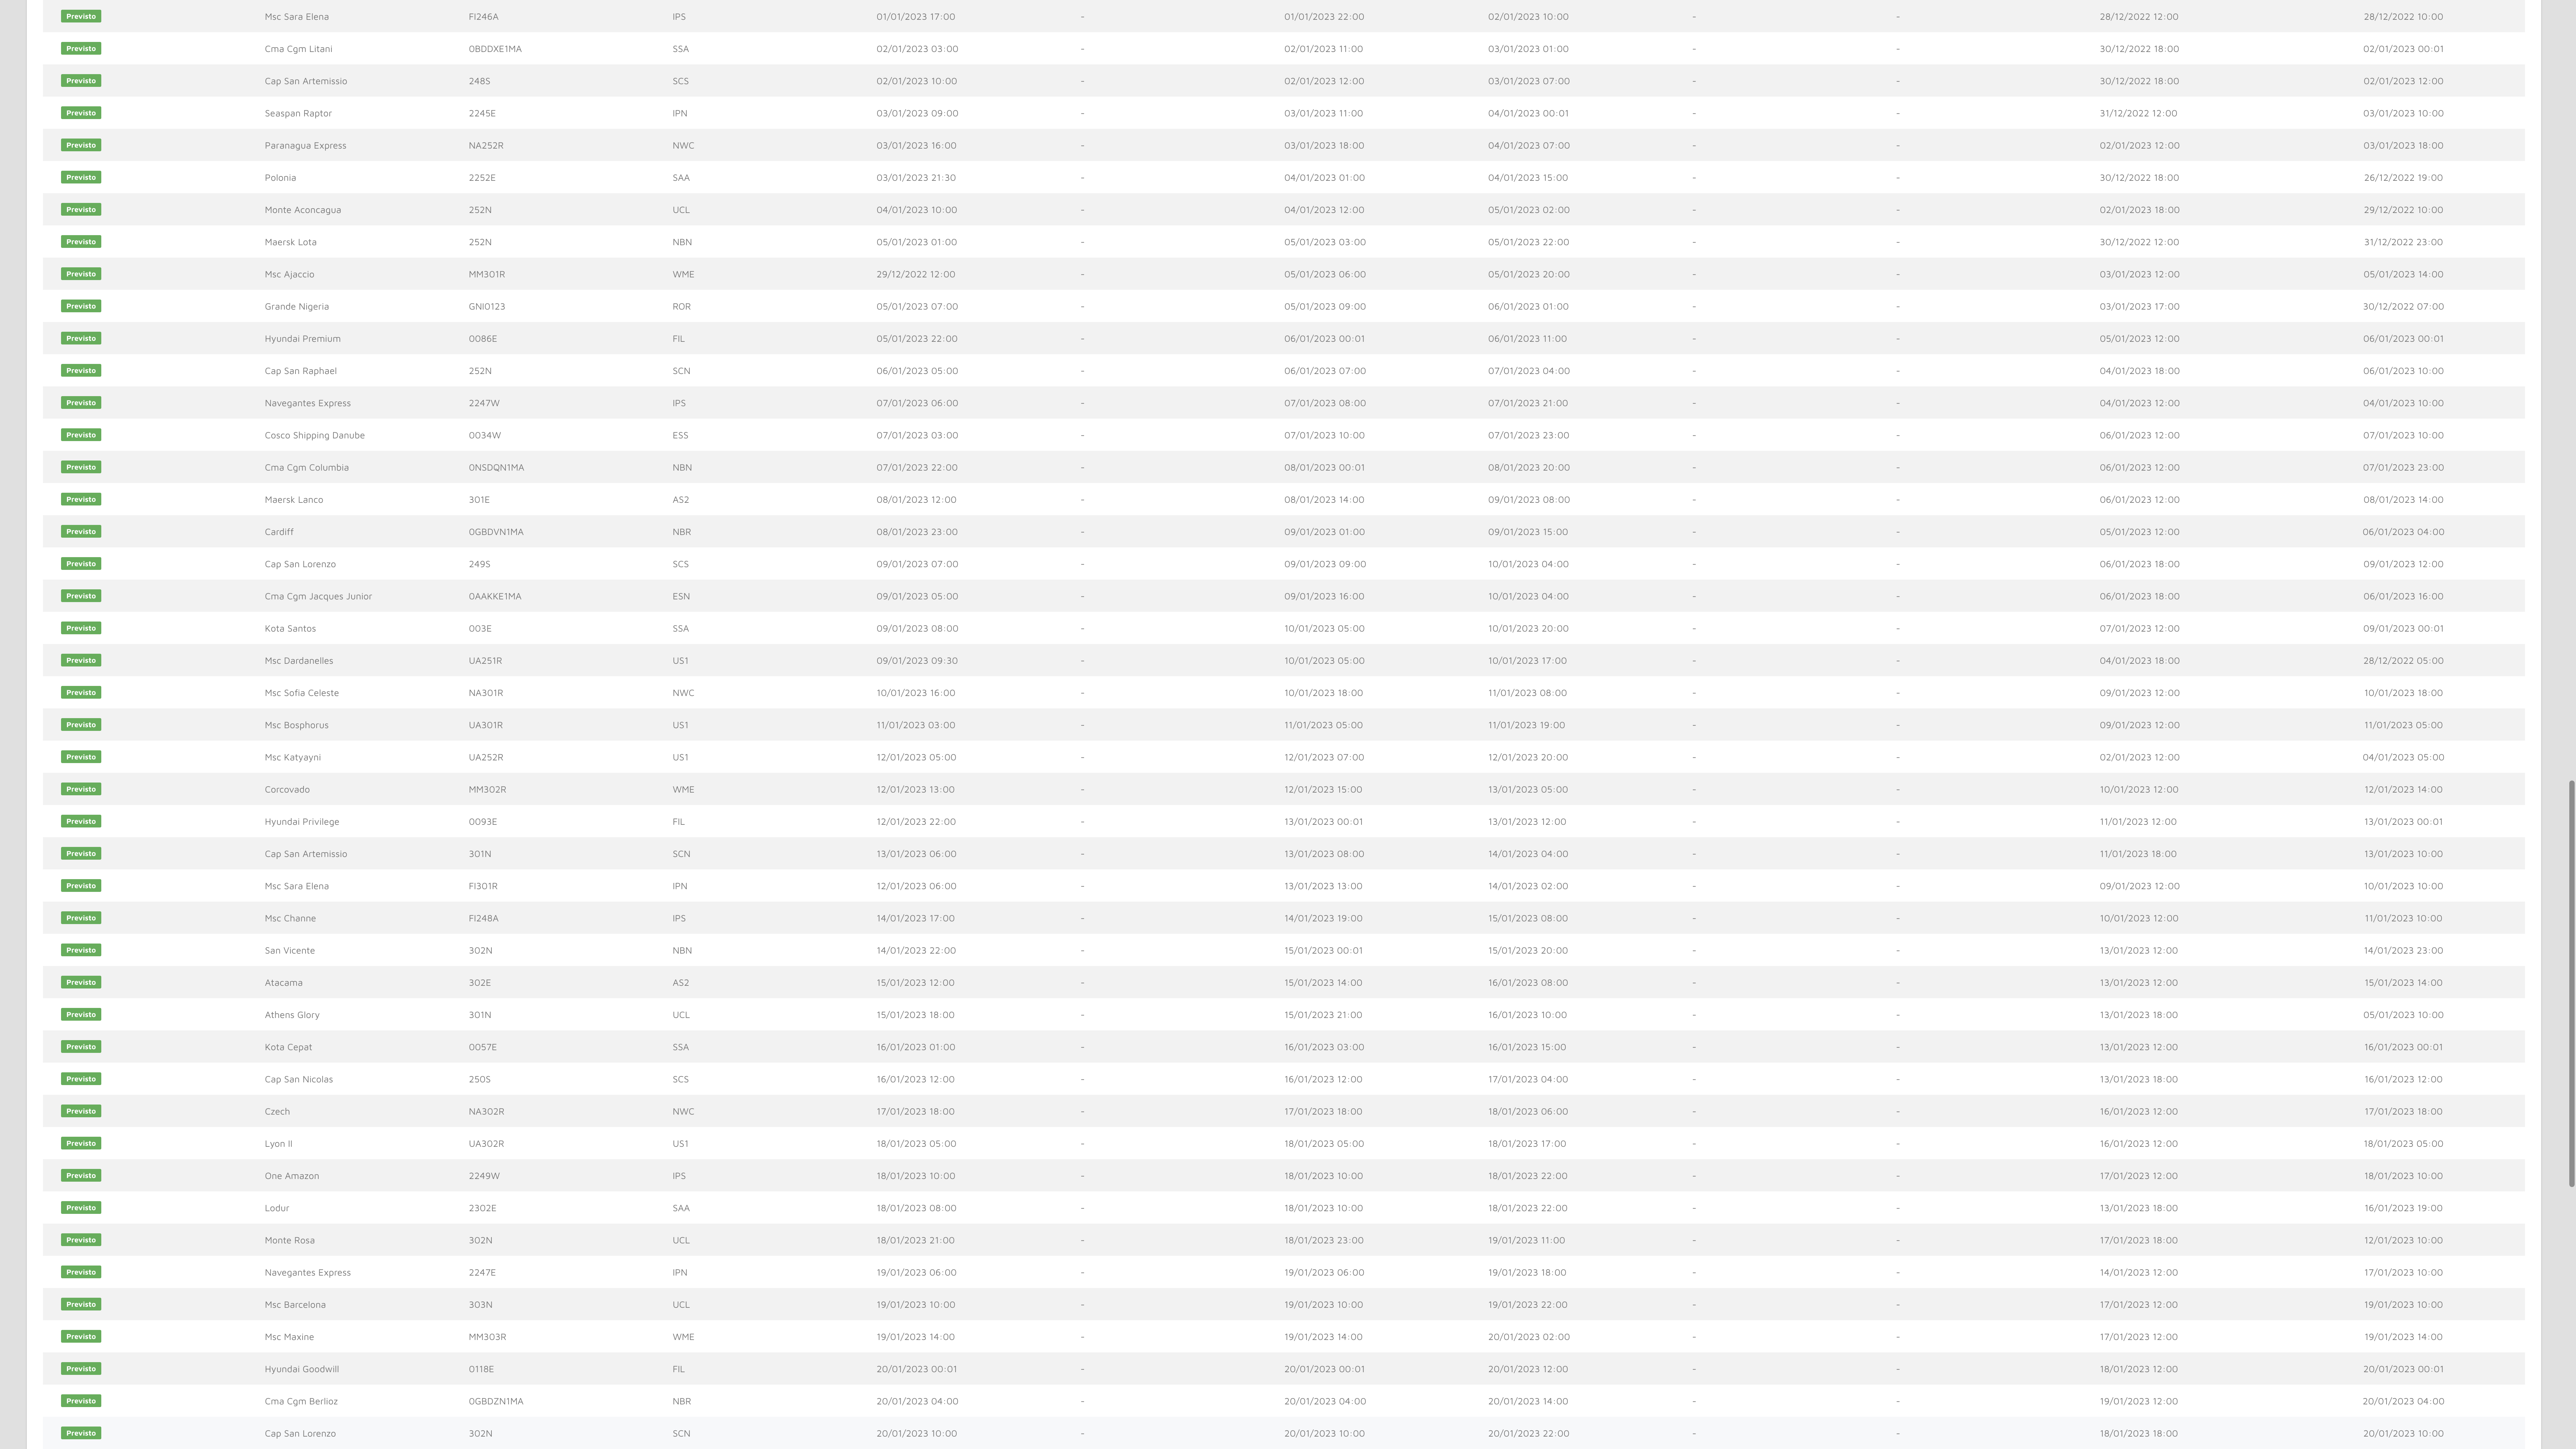 Previsto Msc Sara Elena FI246A IPS 01/01/2023 17:00 - 01/01/2023 22:00 02/01/2023 10:00 - - 28/12/2022 12:00 28/12/2022 10:00
Previsto Cma Cgm Litani 0BDDXE1MA SSA 02/01/2023 03:00 - 02/01/2023 11:00 03/01/2023 01:00 - - 30/12/2022 18:00 02/01/2023 00:01
Previsto Cap San Artemissio 248S SCS 02/01/2023 10:00 - 02/01/2023 12:00 03/01/2023 07:00 - - 30/12/2022 18:00 02/01/2023 12:00
Previsto Seaspan Raptor 2245E IPN 03/01/2023 09:00 - 03/01/2023 11:00 04/01/2023 00:01 - - 31/12/2022 12:00 03/01/2023 10:00
Previsto Paranagua Express NA252R NWC 03/01/2023 16:00 - 03/01/2023 18:00 04/01/2023 07:00 - - 02/01/2023 12:00 03/01/2023 18:00
Previsto Polonia 2252E SAA 03/01/2023 21:30 - 04/01/2023 01:00 04/01/2023 15:00 - - 30/12/2022 18:00 26/12/2022 19:00
Previsto Monte Aconcagua 252N UCL 04/01/2023 10:00 - 04/01/2023 12:00 05/01/2023 02:00 - - 02/01/2023 18:00 29/12/2022 10:00
Previsto Maersk Lota 252N NBN 05/01/2023 01:00 - 05/01/2023 03:00 05/01/2023 22:00 - - 30/12/2022 12:00 31/12/2022 23:00
Previsto Msc Ajaccio MM301R WME 29/12/2022 12:00 - 05/01/2023 06:00 05/01/2023 20:00 - - 03/01/2023 12:00 05/01/2023 14:00
Previsto Grande Nigeria GNI0123 ROR 05/01/2023 07:00 - 05/01/2023 09:00 06/01/2023 01:00 - - 03/01/2023 17:00 30/12/2022 07:00
Previsto Hyundai Premium 0086E FIL 05/01/2023 22:00 - 06/01/2023 00:01 06/01/2023 11:00 - - 05/01/2023 12:00 06/01/2023 00:01
Previsto Cap San Raphael 252N SCN 06/01/2023 05:00 - 06/01/2023 07:00 07/01/2023 04:00 - - 04/01/2023 18:00 06/01/2023 10:00
Previsto Navegantes Express 2247W IPS 07/01/2023 06:00 - 07/01/2023 08:00 07/01/2023 21:00 - - 04/01/2023 12:00 04/01/2023 10:00
Previsto Cosco Shipping Danube 0034W ESS 07/01/2023 03:00 - 07/01/2023 10:00 07/01/2023 23:00 - - 06/01/2023 12:00 07/01/2023 10:00
Previsto Cma Cgm Columbia 0NSDQN1MA NBN 07/01/2023 22:00 - 08/01/2023 00:01 08/01/2023 20:00 - - 06/01/2023 12:00 07/01/2023 23:00
Previsto Maersk Lanco 301E AS2 08/01/2023 12:00 - 08/01/2023 14:00 09/01/2023 08:00 - - 06/01/2023 12:00 08/01/2023 14:00
Previsto Cardiff 0GBDVN1MA NBR 08/01/2023 23:00 - 09/01/2023 01:00 09/01/2023 15:00 - - 05/01/2023 12:00 06/01/2023 04:00
Previsto Cap San Lorenzo 249S SCS 09/01/2023 07:00 - 09/01/2023 09:00 10/01/2023 04:00 - - 06/01/2023 18:00 09/01/2023 12:00
Previsto Cma Cgm Jacques Junior 0AAKKE1MA ESN 09/01/2023 05:00 - 09/01/2023 16:00 10/01/2023 04:00 - - 06/01/2023 18:00 06/01/2023 16:00
Previsto Kota Santos 003E SSA 09/01/2023 08:00 - 10/01/2023 05:00 10/01/2023 20:00 - - 07/01/2023 12:00 09/01/2023 00:01
Previsto Msc Dardanelles UA251R US1 09/01/2023 09:30 - 10/01/2023 05:00 10/01/2023 17:00 - - 04/01/2023 18:00 28/12/2022 05:00
Previsto Msc Sofia Celeste NA301R NWC 10/01/2023 16:00 - 10/01/2023 18:00 11/01/2023 08:00 - - 09/01/2023 12:00 10/01/2023 18:00
Previsto Msc Bosphorus UA301R US1 11/01/2023 03:00 - 11/01/2023 05:00 11/01/2023 19:00 - - 09/01/2023 12:00 11/01/2023 05:00
Previsto Msc Katyayni UA252R US1 12/01/2023 05:00 - 12/01/2023 07:00 12/01/2023 20:00 - - 02/01/2023 12:00 04/01/2023 05:00
Previsto Corcovado MM302R WME 12/01/2023 13:00 - 12/01/2023 15:00 13/01/2023 05:00 - - 10/01/2023 12:00 12/01/2023 14:00
Previsto Hyundai Privilege 0093E FIL 12/01/2023 22:00 - 13/01/2023 00:01 13/01/2023 12:00 - - 11/01/2023 12:00 13/01/2023 00:01
Previsto Cap San Artemissio 301N SCN 13/01/2023 06:00 - 13/01/2023 08:00 14/01/2023 04:00 - - 11/01/2023 18:00 13/01/2023 10:00
Previsto Msc Sara Elena FI301R IPN 12/01/2023 06:00 - 13/01/2023 13:00 14/01/2023 02:00 - - 09/01/2023 12:00 10/01/2023 10:00
Previsto Msc Channe FI248A IPS 14/01/2023 17:00 - 14/01/2023 19:00 15/01/2023 08:00 - - 10/01/2023 12:00 11/01/2023 10:00
Previsto San Vicente 302N NBN 14/01/2023 22:00 - 15/01/2023 00:01 15/01/2023 20:00 - - 13/01/2023 12:00 14/01/2023 23:00
Previsto Atacama 302E AS2 15/01/2023 12:00 - 15/01/2023 14:00 16/01/2023 08:00 - - 13/01/2023 12:00 15/01/2023 14:00
Previsto Athens Glory 301N UCL 15/01/2023 18:00 - 15/01/2023 21:00 16/01/2023 10:00 - - 13/01/2023 18:00 05/01/2023 10:00
Previsto Kota Cepat 0057E SSA 16/01/2023 01:00 - 16/01/2023 03:00 16/01/2023 15:00 - - 13/01/2023 12:00 16/01/2023 00:01
Previsto Cap San Nicolas 250S SCS 16/01/2023 12:00 - 16/01/2023 12:00 17/01/2023 04:00 - - 13/01/2023 18:00 16/01/2023 12:00
Previsto Czech NA302R NWC 17/01/2023 18:00 - 17/01/2023 18:00 18/01/2023 06:00 - - 16/01/2023 12:00 17/01/2023 18:00
Previsto Lyon II UA302R US1 18/01/2023 05:00 - 18/01/2023 05:00 18/01/2023 17:00 - - 16/01/2023 12:00 18/01/2023 05:00
Previsto One Amazon 2249W IPS 18/01/2023 10:00 - 18/01/2023 10:00 18/01/2023 22:00 - - 17/01/2023 12:00 18/01/2023 10:00
Previsto Lodur 2302E SAA 18/01/2023 08:00 - 18/01/2023 10:00 18/01/2023 22:00 - - 13/01/2023 18:00 16/01/2023 19:00
Previsto Monte Rosa 302N UCL 18/01/2023 21:00 - 18/01/2023 23:00 19/01/2023 11:00 - - 17/01/2023 18:00 12/01/2023 10:00
Previsto Navegantes Express 2247E IPN 19/01/2023 06:00 - 19/01/2023 06:00 19/01/2023 18:00 - - 14/01/2023 12:00 17/01/2023 10:00
Previsto Msc Barcelona 303N UCL 19/01/2023 10:00 - 19/01/2023 10:00 19/01/2023 22:00 - - 17/01/2023 12:00 19/01/2023 10:00
Previsto Msc Maxine MM303R WME 19/01/2023 14:00 - 19/01/2023 14:00 20/01/2023 02:00 - - 17/01/2023 12:00 19/01/2023 14:00
Previsto Hyundai Goodwill 0118E FIL 20/01/2023 00:01 - 20/01/2023 00:01 20/01/2023 12:00 - - 18/01/2023 12:00 20/01/2023 00:01
Previsto Cma Cgm Berlioz 0GBDZN1MA NBR 20/01/2023 04:00 - 20/01/2023 04:00 20/01/2023 14:00 - - 19/01/2023 12:00 20/01/2023 04:00
Previsto Cap San Lorenzo 302N SCN 20/01/2023 10:00 - 20/01/2023 10:00 20/01/2023 22:00 - - 18/01/2023 18:00 20/01/2023 10:00